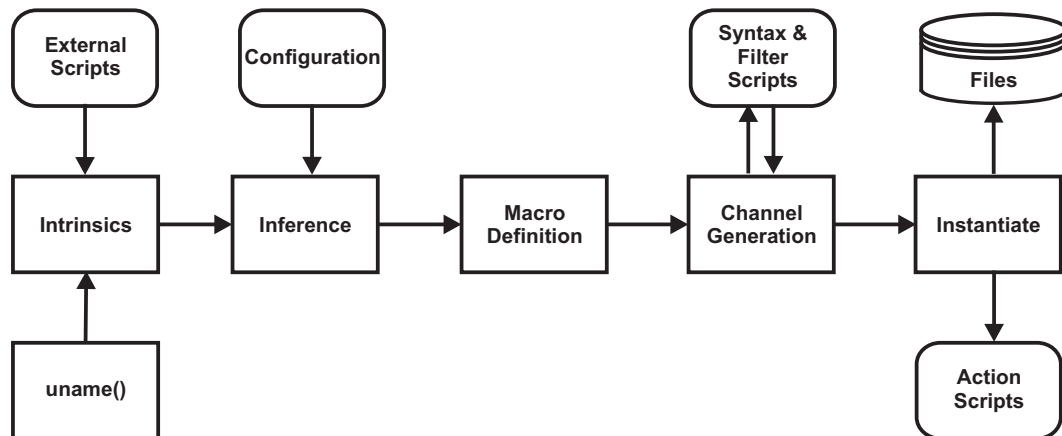 External
Scripts
Configuration
Syntax &
Filter
Scripts
Files
Intrinsics
Inference
Macro
Definition
Channel
Generation
Instantiate
uname()
Action
Scripts